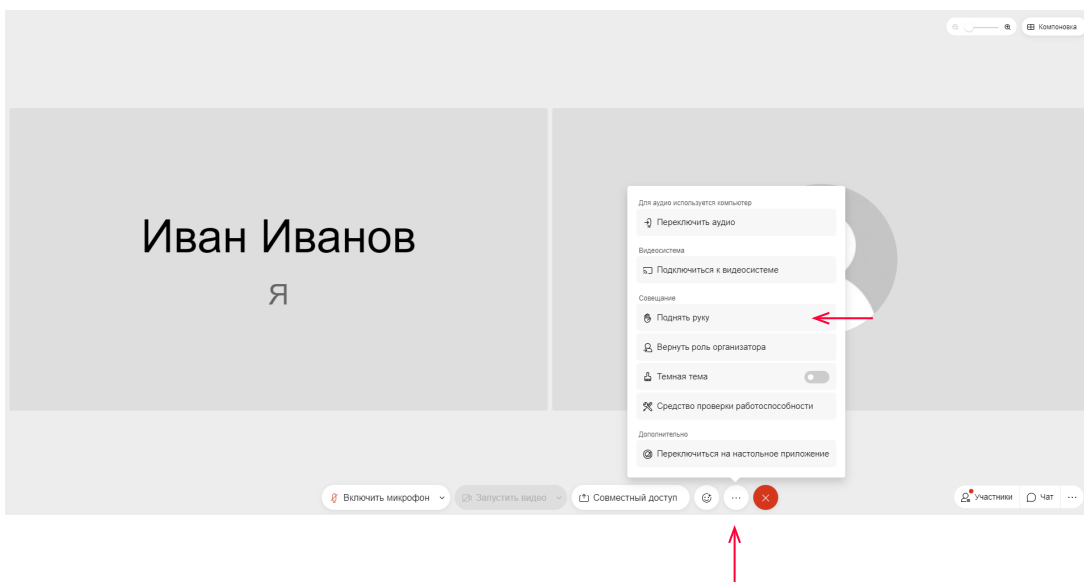 Компоновка
Иван Иванов
Я
Для аудио используется компьютер
Переключить аудио
Видеосистема
Подключиться к видеосистеме
Совещание
Поднять руку
Вернуть роль организатора
Темная тема
Средство проверки работоспособности
Дополнительно
Переключиться на настольное приложение
Включить микрофон
Запустить видео
Совместный доступ
Участники
Чат